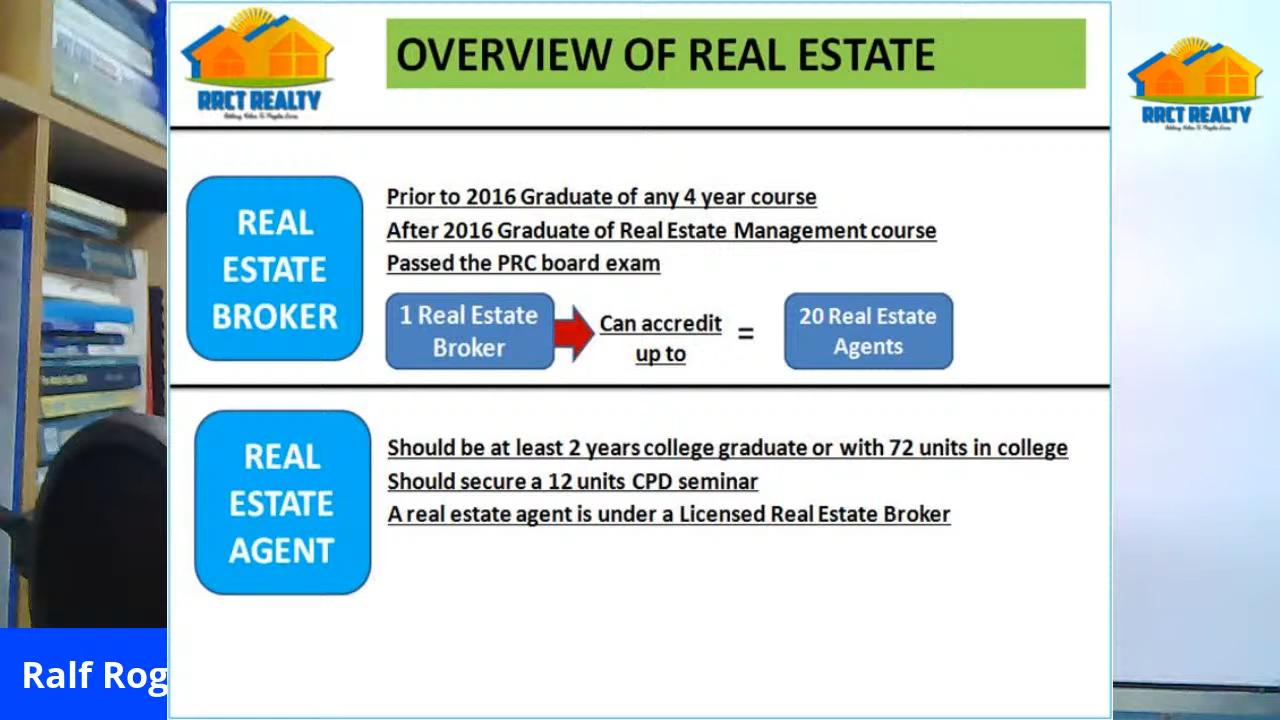 OVERVIEW OF REAL ESTATE
RRCT REALTY
RRCT REALTY
REAL
ESTATE
BROKER
Prior to 2016 Graduate of any 4 year course
After 2016 Graduate of Real Estate Management course
Passed the PRC board exam
1 Real Estate
Broker
Can accredit
up to
=
20 Real Estate
Agents
REAL
ESTATE
AGENT
Should be at least 2 years college graduate or with 72 units in college
Should secure a 12 units CPD seminar
A real estate agent is under a Licensed Real Estate Broker
Ralf Rog